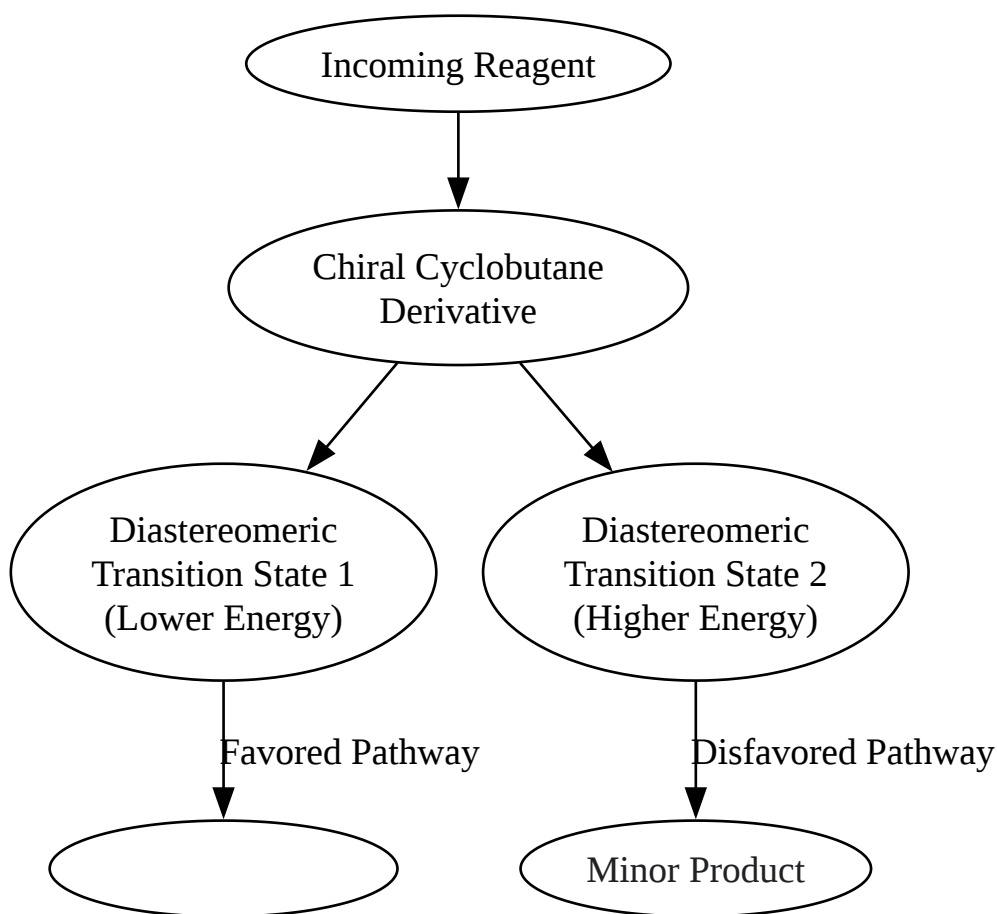 Incoming Reagent
Chiral Cyclobutane
Derivative
Diastereomeric
Transition State 1
(Lower Energy)
Diastereomeric
Transition State 2
(Higher Energy)
Favored Pathway
Disfavored Pathway
Minor Product